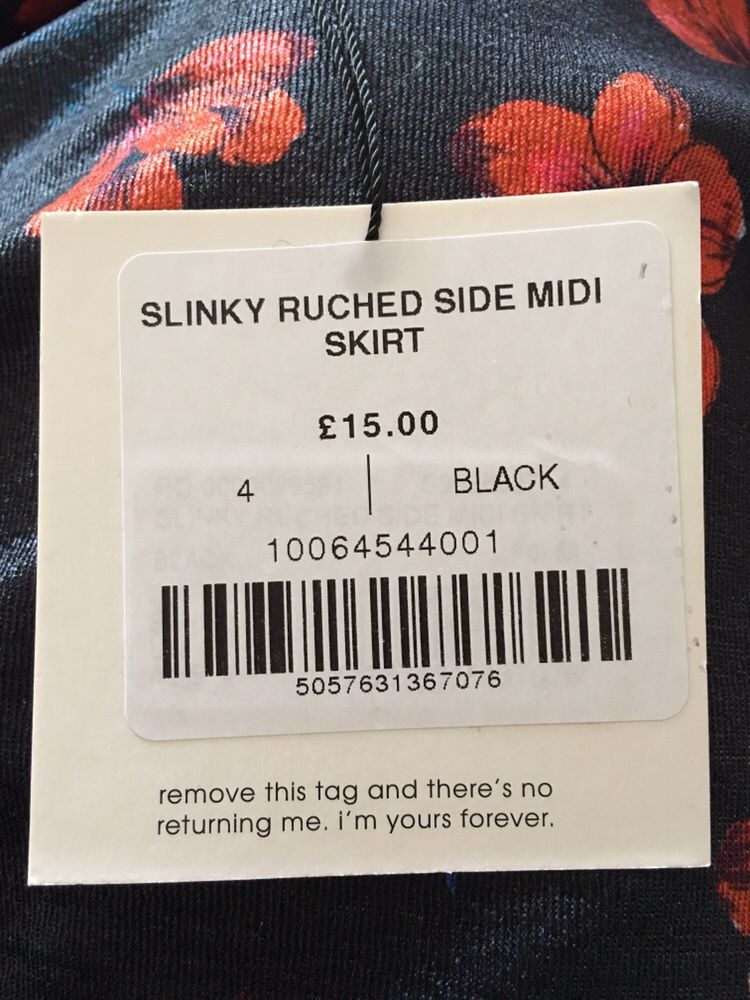 SLINKY RUCHED SIDE MIDI
SKIRT
£15.00
4 | BLACK
10064544001
5057631367076
remove this tag and there's no
returning me. i'm yours forever.